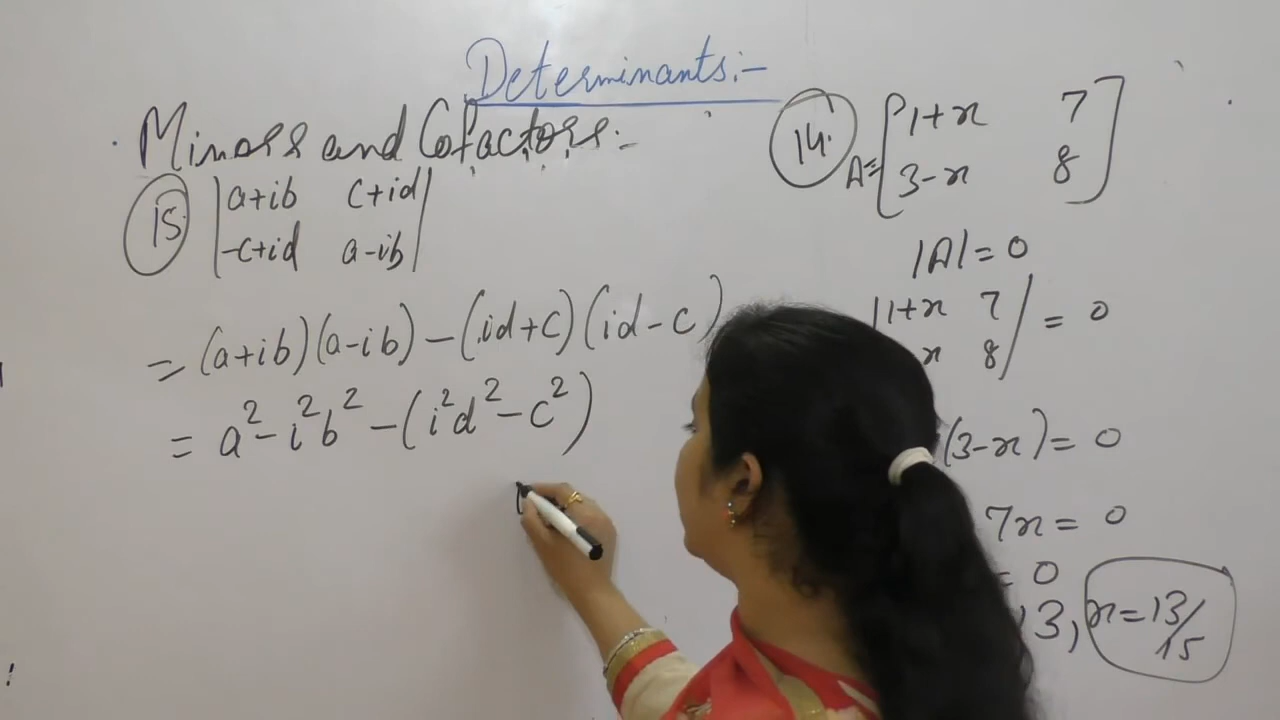 Determinants:-
Minors and Cofactors:-
15. |a+ib c+id|
|-c+id a-ib|
= (a+ib)(a-ib) - (id+c)(id-c)
= a²-i²b² - (i²d²-c²)
14. A= [1+x 7]
[3-x 8]
|A|=0
|1+x 7| = 0
x 8|
(3-x) = 0
7x = 0
= 0
13, x=13/15